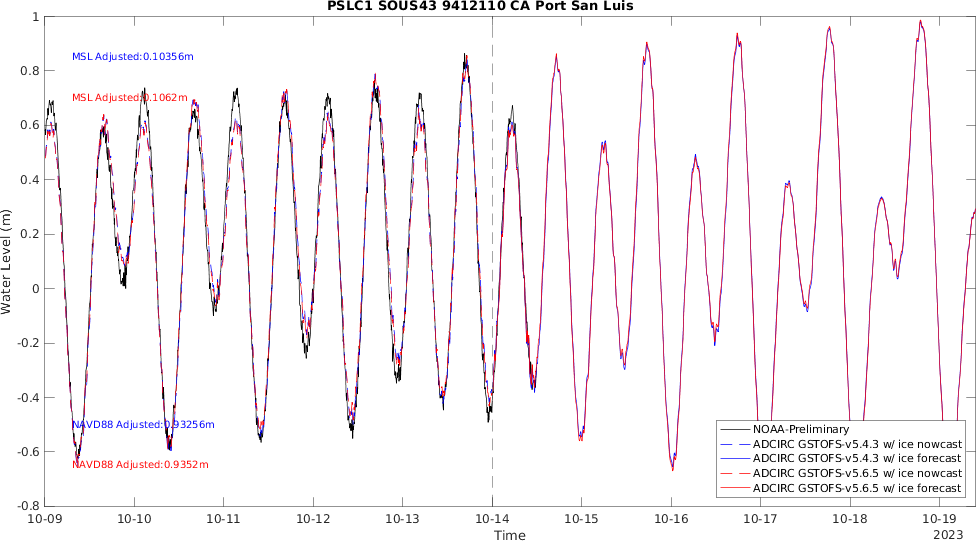 PSLC1 SOUS43 9412110 CA Port San Luis
MSL Adjusted:0.10356m
MSL Adjusted:0.1062m
NAVD88 Adjusted:0.93256m
NAVD88 Adjusted:0.9352m
Water Level (m)
1
0.8
0.6
0.4
0.2
0
-0.2
-0.4
-0.6
-0.8
10-09 10-10 10-11 10-12 10-13 10-14 10-15 10-16 10-17 10-18 10-19
Time
2023
NOAA-Preliminary
ADCIRC GSTOFS-v5.4.3 w/ ice nowcast
ADCIRC GSTOFS-v5.4.3 w/ ice forecast
ADCIRC GSTOFS-v5.6.5 w/ ice nowcast
ADCIRC GSTOFS-v5.6.5 w/ ice forecast